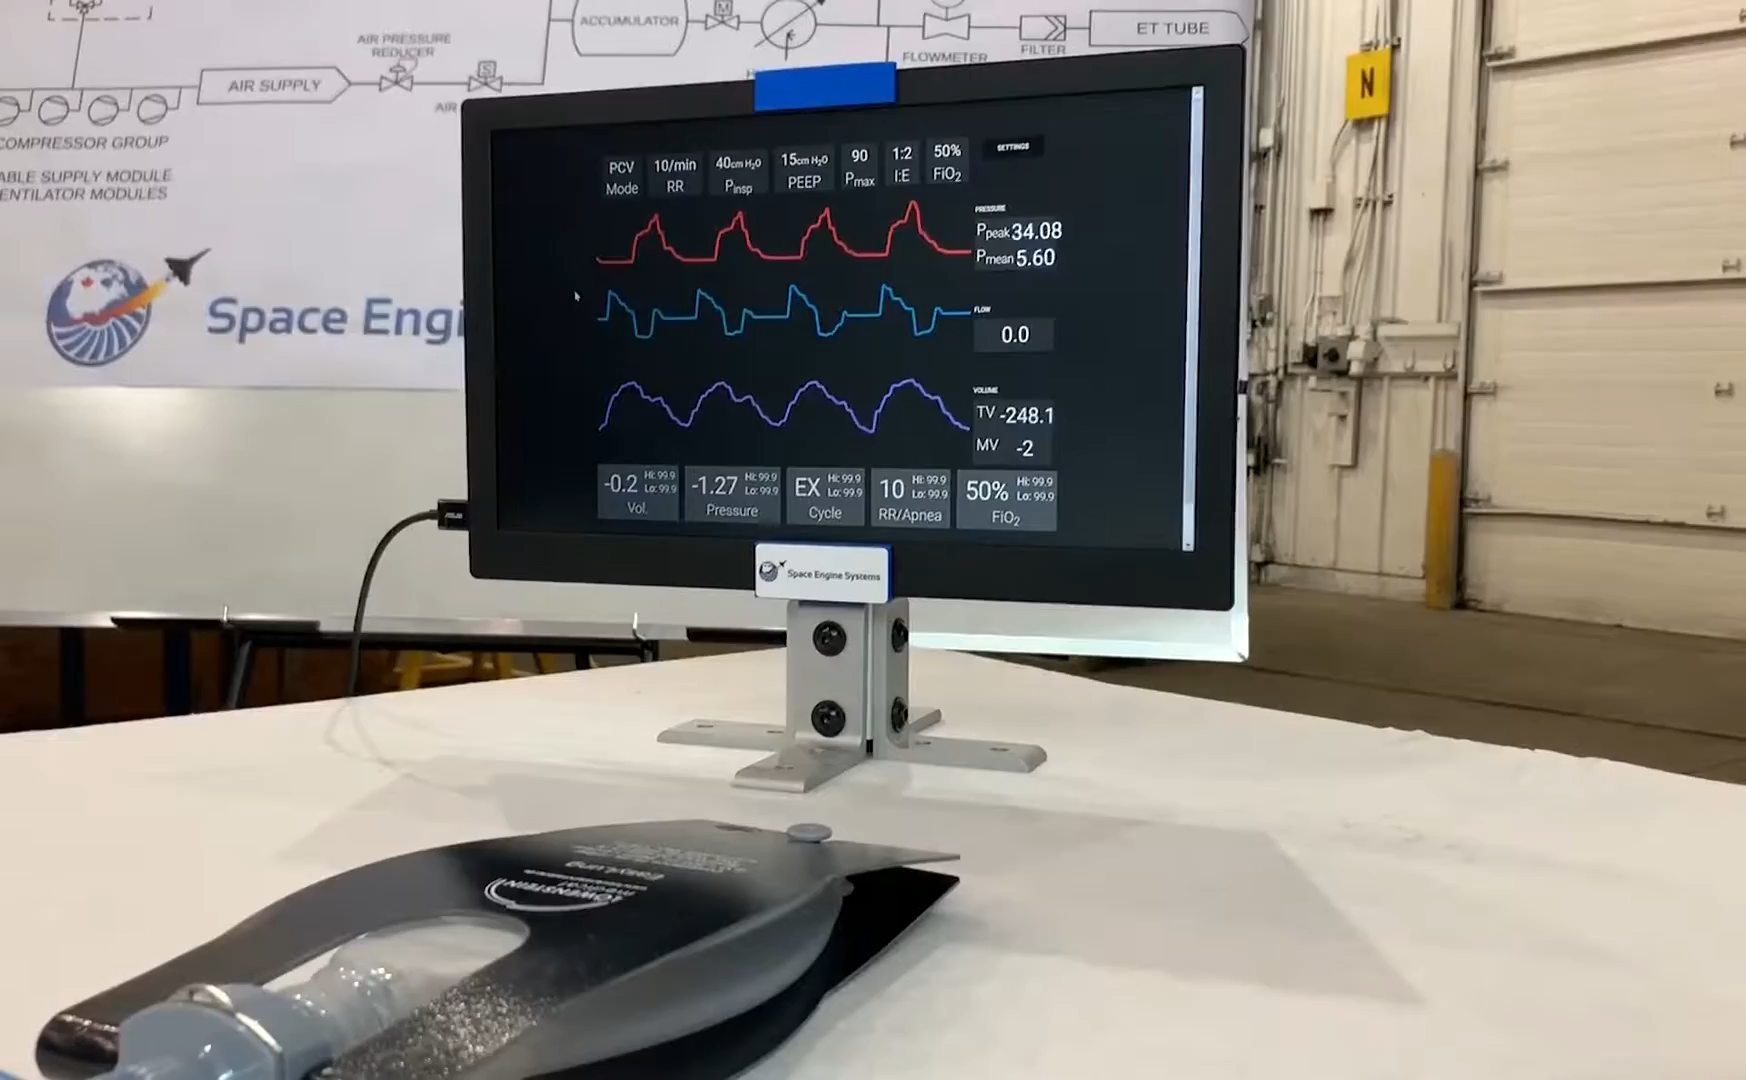 ACCUMULATOR
M
ET TUBE
AIR PRESSURE
REDUCER
FLOWMETER
FILTER
S
AIR SUPPLY
AIR
COMPRESSOR GROUP
ABLE SUPPLY MODULE
ENTILATOR MODULES
Space Engi
N
PCV
Mode
10/min
RR
40cm H2O
Pinsp
15cm H2O
PEEP
90
Pmax
1:2
I:E
50%
FiO2
SETTINGS
PRESSURE
Ppeak 34.08
Pmean 5.60
FLOW
0.0
VOLUME
TV -248.1
MV -2
-0.2 Hi: 99.9
Lo: 99.9
Vol.
-1.27 Hi: 99.9
Lo: 99.9
Pressure
EX Hi: 99.9
Lo: 99.9
Cycle
10 Hi: 99.9
Lo: 99.9
RR/Apnea
50% Hi: 99.9
Lo: 99.9
FiO2
ASUS
Space Engine Systems
EasyLung
LÖWENSTEIN
medical